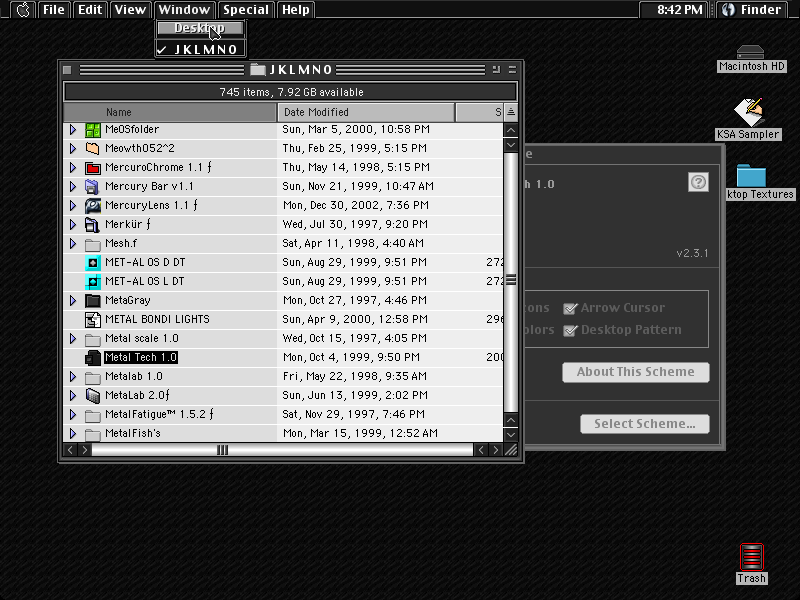 File Edit View Window Special Help 8:42 PM Finder
Desktop
✓ JKLMNO
JKLMNO
745 items, 7.92 GB available
Name Date Modified S
MeOSfolder Sun, Mar 5, 2000, 10:58 PM
Meowth052^2 Thu, Feb 25, 1999, 5:15 PM
MercuroChrome 1.1 ƒ Thu, May 14, 1998, 5:15 PM
Mercury Bar v1.1 Sun, Nov 21, 1999, 10:47 AM
MercuryLens 1.1 ƒ Mon, Dec 30, 2002, 7:36 PM
Merkür ƒ Wed, Jul 30, 1997, 9:20 PM
Mesh.f Sat, Apr 11, 1998, 4:40 AM
MET-AL OS D DT Sun, Aug 29, 1999, 9:51 PM 272
MET-AL OS L DT Sun, Aug 29, 1999, 9:51 PM 272
MetaGray Mon, Oct 27, 1997, 4:46 PM
METAL BONDI LIGHTS Sun, Apr 9, 2000, 12:58 PM 296
Metal scale 1.0 Wed, Oct 15, 1997, 4:05 PM
Metal Tech 1.0 Mon, Oct 4, 1999, 9:50 PM 200
Metalab 1.0 Fri, May 22, 1998, 9:35 AM
MetaLab 2.0ƒ Sun, Jun 13, 1999, 2:02 PM
MetalFatigue™ 1.5.2 ƒ Sat, Nov 29, 1997, 7:46 PM
MetalFish's Mon, Mar 15, 1999, 12:52 AM
e
h 1.0
?
v2.3.1
ons Arrow Cursor
olors Desktop Pattern
About This Scheme
Select Scheme...
Macintosh HD
KSA Sampler
ktop Textures
Trash